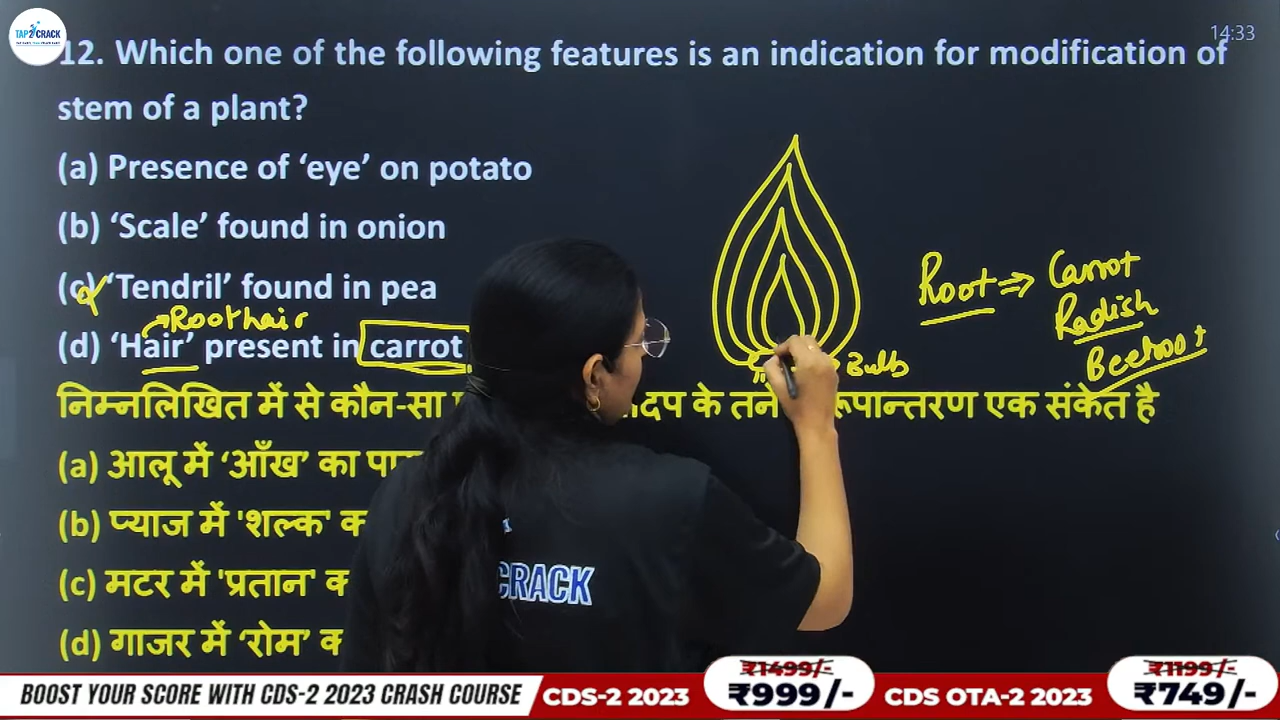 TAP2CRACK
14:33
12. Which one of the following features is an indication for modification of
stem of a plant?
(a) Presence of ‘eye’ on potato
(b) ‘Scale’ found in onion
(c) ‘Tendril’ found in pea
Root hair
(d) ‘Hair’ present in carrot
Root ⇒ Carrot
Radish
Beetroot
Bulb
निम्नलिखित में से कौन-सा
के तने
रूपान्तरण एक संकेत है
(a) आलू में ‘आँख’ का
(b) प्याज में 'शल्क'
(c) मटर में 'प्रतान'
(d) गाजर में ‘रोम’
CRACK
BOOST YOUR SCORE WITH CDS-2 2023 CRASH COURSE
CDS-2 2023
₹1499/-
₹999/-
CDS OTA-2 2023
₹1199/-
₹749/-